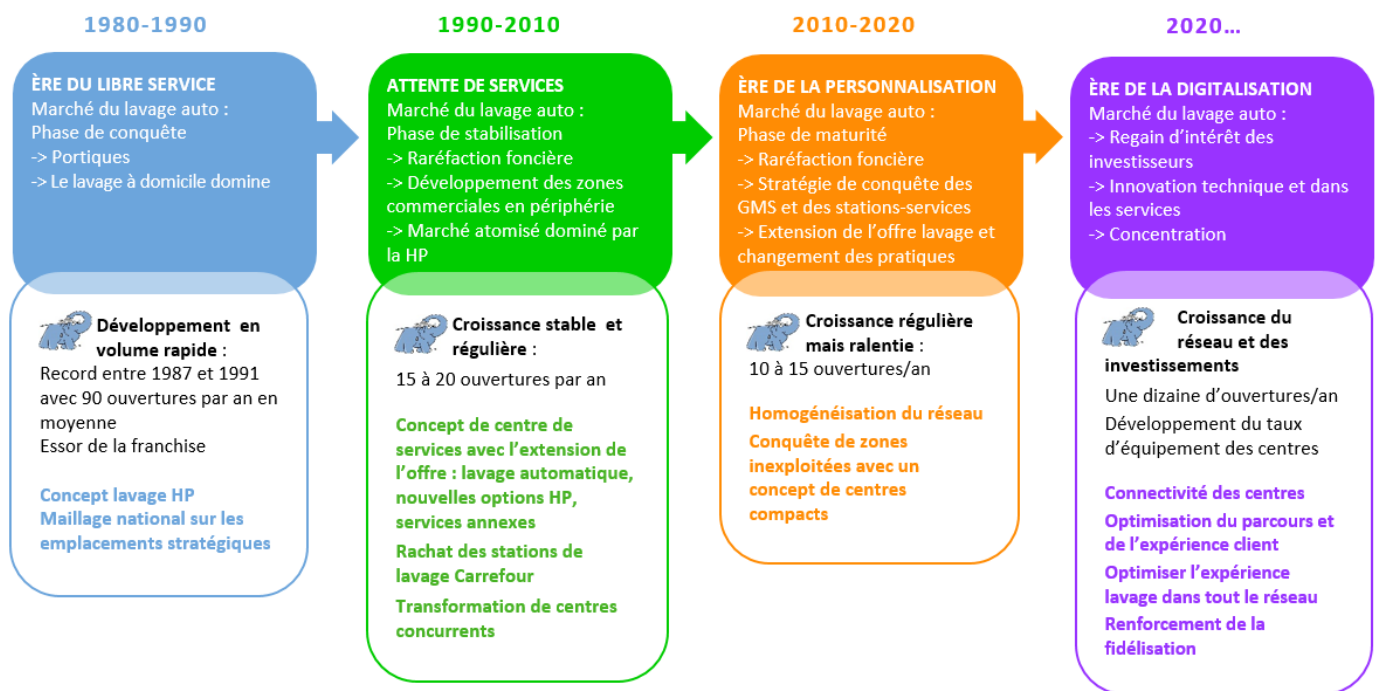 1980-1990
ÈRE DU LIBRE SERVICE
Marché du lavage auto :
Phase de conquête
-> Portiques
-> Le lavage à domicile domine
Développement en
volume rapide :
Record entre 1987 et 1991
avec 90 ouvertures par an en
moyenne
Essor de la franchise
Concept lavage HP
Maillage national sur les
emplacements stratégiques
1990-2010
ATTENTE DE SERVICES
Marché du lavage auto :
Phase de stabilisation
-> Raréfaction foncière
-> Développement des zones
commerciales en périphérie
-> Marché atomisé dominé par
la HP
Croissance stable et
régulière :
15 à 20 ouvertures par an
Concept de centre de
services avec l’extension de
l’offre : lavage automatique,
nouvelles options HP,
services annexes
Rachat des stations de
lavage Carrefour
Transformation de centres
concurrents
2010-2020
ÈRE DE LA PERSONNALISATION
Marché du lavage auto :
Phase de maturité
-> Raréfaction foncière
-> Stratégie de conquête des
GMS et des stations-services
-> Extension de l’offre lavage et
changement des pratiques
Croissance régulière
mais ralentie :
10 à 15 ouvertures/an
Homogénéisation du réseau
Conquête de zones
inexploitées avec un
concept de centres
compacts
2020…
ÈRE DE LA DIGITALISATION
Marché du lavage auto :
-> Regain d’intérêt des
investisseurs
-> Innovation technique et dans
les services
-> Concentration
Croissance du
réseau et des
investissements
Une dizaine d’ouvertures/an
Développement du taux
d’équipement des centres
Connectivité des centres
Optimisation du parcours et
de l’expérience client
Optimiser l’expérience
lavage dans tout le réseau
Renforcement de la
fidélisation